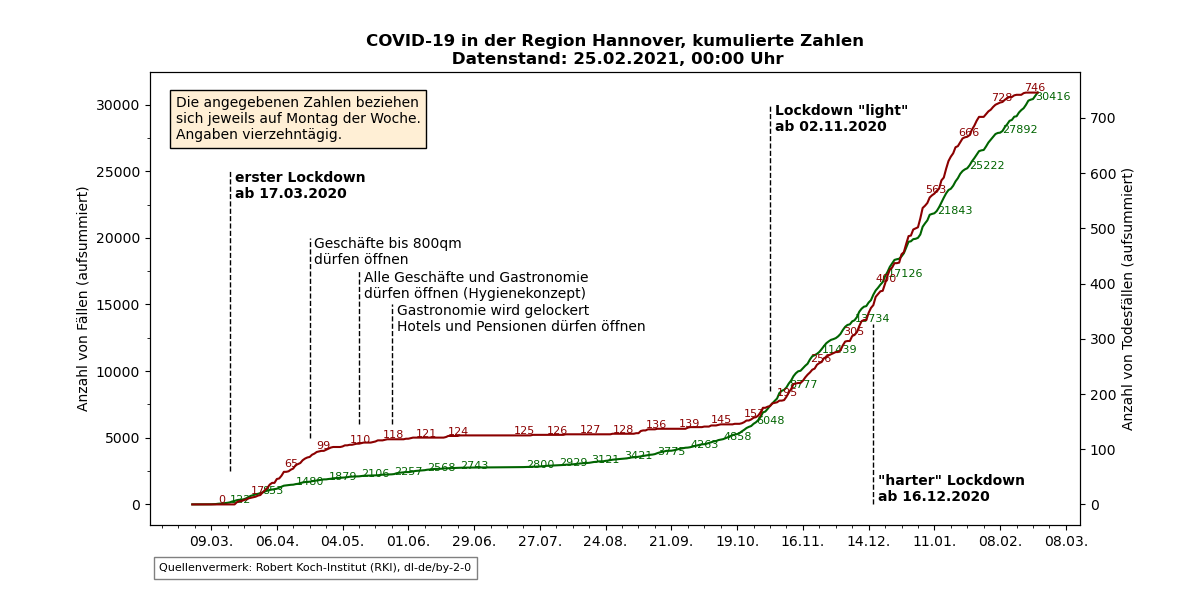 COVID-19 in der Region Hannover, kumulierte Zahlen
Datenstand: 25.02.2021, 00:00 Uhr
Die angegebenen Zahlen beziehen
sich jeweils auf Montag der Woche.
Angaben vierzehntägig.
erster Lockdown
ab 17.03.2020
Geschäfte bis 800qm
dürfen öffnen
Alle Geschäfte und Gastronomie
dürfen öffnen (Hygienekonzept)
Gastronomie wird gelockert
Hotels und Pensionen dürfen öffnen
Lockdown "light"
ab 02.11.2020
"harter" Lockdown
ab 16.12.2020
Anzahl von Fällen (aufsummiert)
30000
25000
20000
15000
10000
5000
0
Anzahl von Todesfällen (aufsummiert)
700
600
500
400
300
200
100
0
0 17 65 99 110 118 121 124 125 126 127 128 136 139 145 157 195 256 305 400 563 666 728 746
122 853 1480 1879 2106 2257 2568 2743 2800 2929 3121 3421 3775 4263 4858 6048 8777 11439 13734 17126 21843 25222 27892 30416
09.03. 06.04. 04.05. 01.06. 29.06. 27.07. 24.08. 21.09. 19.10. 16.11. 14.12. 11.01. 08.02. 08.03.
Quellenvermerk: Robert Koch-Institut (RKI), dl-de/by-2-0